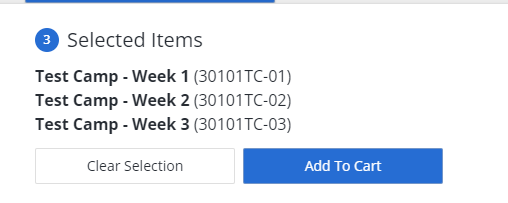 3 Selected Items
Test Camp - Week 1 (30101TC-01)
Test Camp - Week 2 (30101TC-02)
Test Camp - Week 3 (30101TC-03)
Clear Selection
Add To Cart